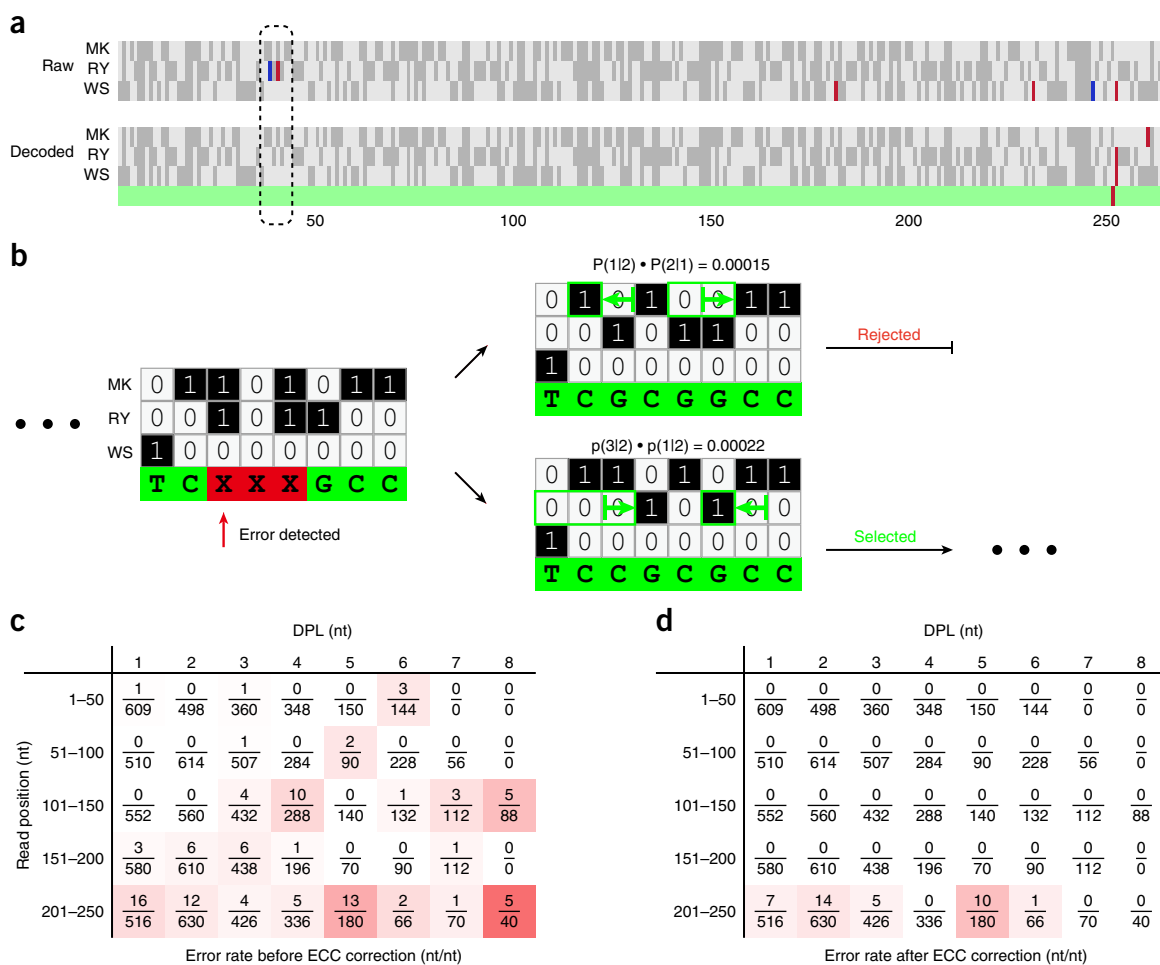 a
Raw
MK
RY
WS
Decoded
MK
RY
WS
50 100 150 200 250
b
MK 0 1 1 0 1 0 1 1
RY 0 0 1 0 1 1 0 0
WS 1 0 0 0 0 0 0 0
T C X X X G C C
Error detected
P(1|2) • P(2|1) = 0.00015
0 1 0 1 0 0 1 1
0 0 1 0 1 1 0 0
1 0 0 0 0 0 0 0
T C G C G G C C
Rejected
p(3|2) • p(1|2) = 0.00022
0 1 1 0 1 0 1 1
0 0 0 1 0 1 0 0
1 0 0 0 0 0 0 0
T C C G C G C C
Selected
c
DPL (nt)
1 2 3 4 5 6 7 8
Read position (nt)
1–50 1/609 0/498 1/360 0/348 0/150 3/144 0/0 0/0
51–100 0/510 0/614 1/507 0/284 2/90 0/228 0/56 0/0
101–150 0/552 0/560 4/432 10/288 0/140 1/132 3/112 5/88
151–200 3/580 6/610 6/438 1/196 0/70 0/90 1/112 0/0
201–250 16/516 12/630 4/426 5/336 13/180 2/66 1/70 5/40
Error rate before ECC correction (nt/nt)
d
DPL (nt)
1 2 3 4 5 6 7 8
1–50 0/609 0/498 0/360 0/348 0/150 0/144 0/0 0/0
51–100 0/510 0/614 0/507 0/284 0/90 0/228 0/56 0/0
101–150 0/552 0/560 0/432 0/288 0/140 0/132 0/112 0/88
151–200 0/580 0/610 0/438 0/196 0/70 0/90 0/112 0/0
201–250 7/516 14/630 5/426 0/336 10/180 1/66 0/70 0/40
Error rate after ECC correction (nt/nt)